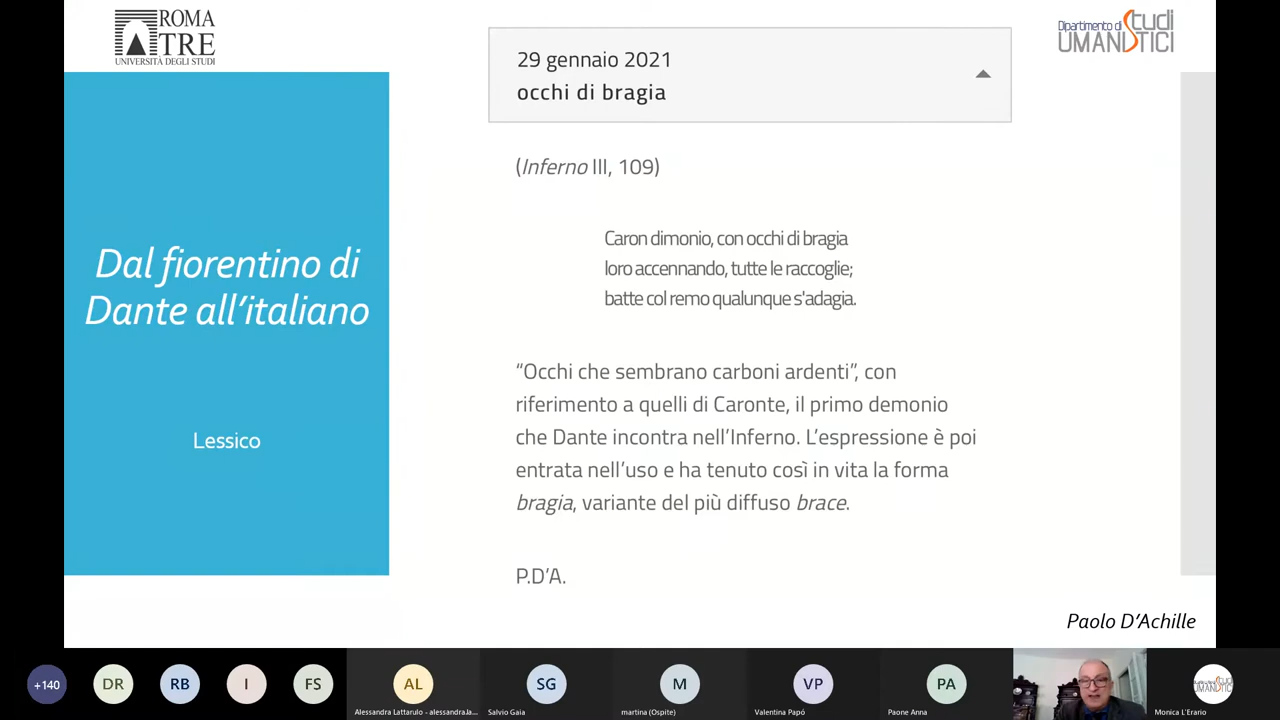 ROMA
TRE
UNIVERSITÀ DEGLI STUDI
Dipartimento di Studi
UMANISTICI
29 gennaio 2021
occhi di bragia
(Inferno III, 109)
Caron dimonio, con occhi di bragia
loro accennando, tutte le raccoglie;
batte col remo qualunque s'adagia.
Dal fiorentino di
Dante all’italiano
Lessico
“Occhi che sembrano carboni ardenti”, con
riferimento a quelli di Caronte, il primo demonio
che Dante incontra nell’Inferno. L’espressione è poi
entrata nell’uso e ha tenuto così in vita la forma
bragia, variante del più diffuso brace.
P.D’A.
Paolo D’Achille
+140
DR
RB
I
FS
AL
SG
M
VP
PA
Alessandra Lattarulo - alessandra.la...
Salvio Gaia
martina (Ospite)
Valentina Papó
Paone Anna
Monica L'Erario